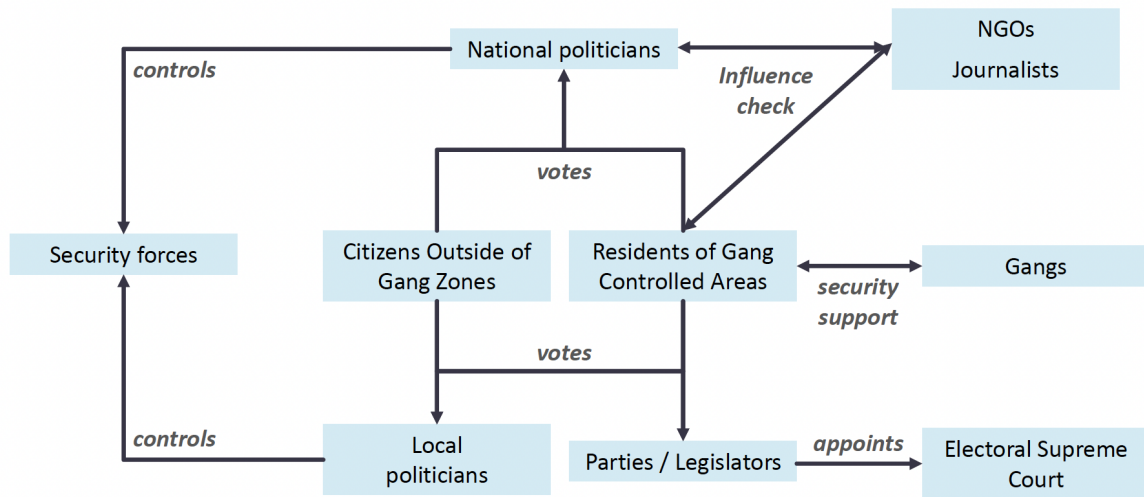 NGOs
Journalists
National politicians
controls
Influence
check
votes
Security forces
Citizens Outside of
Gang Zones
Residents of Gang
Controlled Areas
Gangs
security
support
votes
controls
Local
politicians
Parties / Legislators
appoints
Electoral Supreme
Court